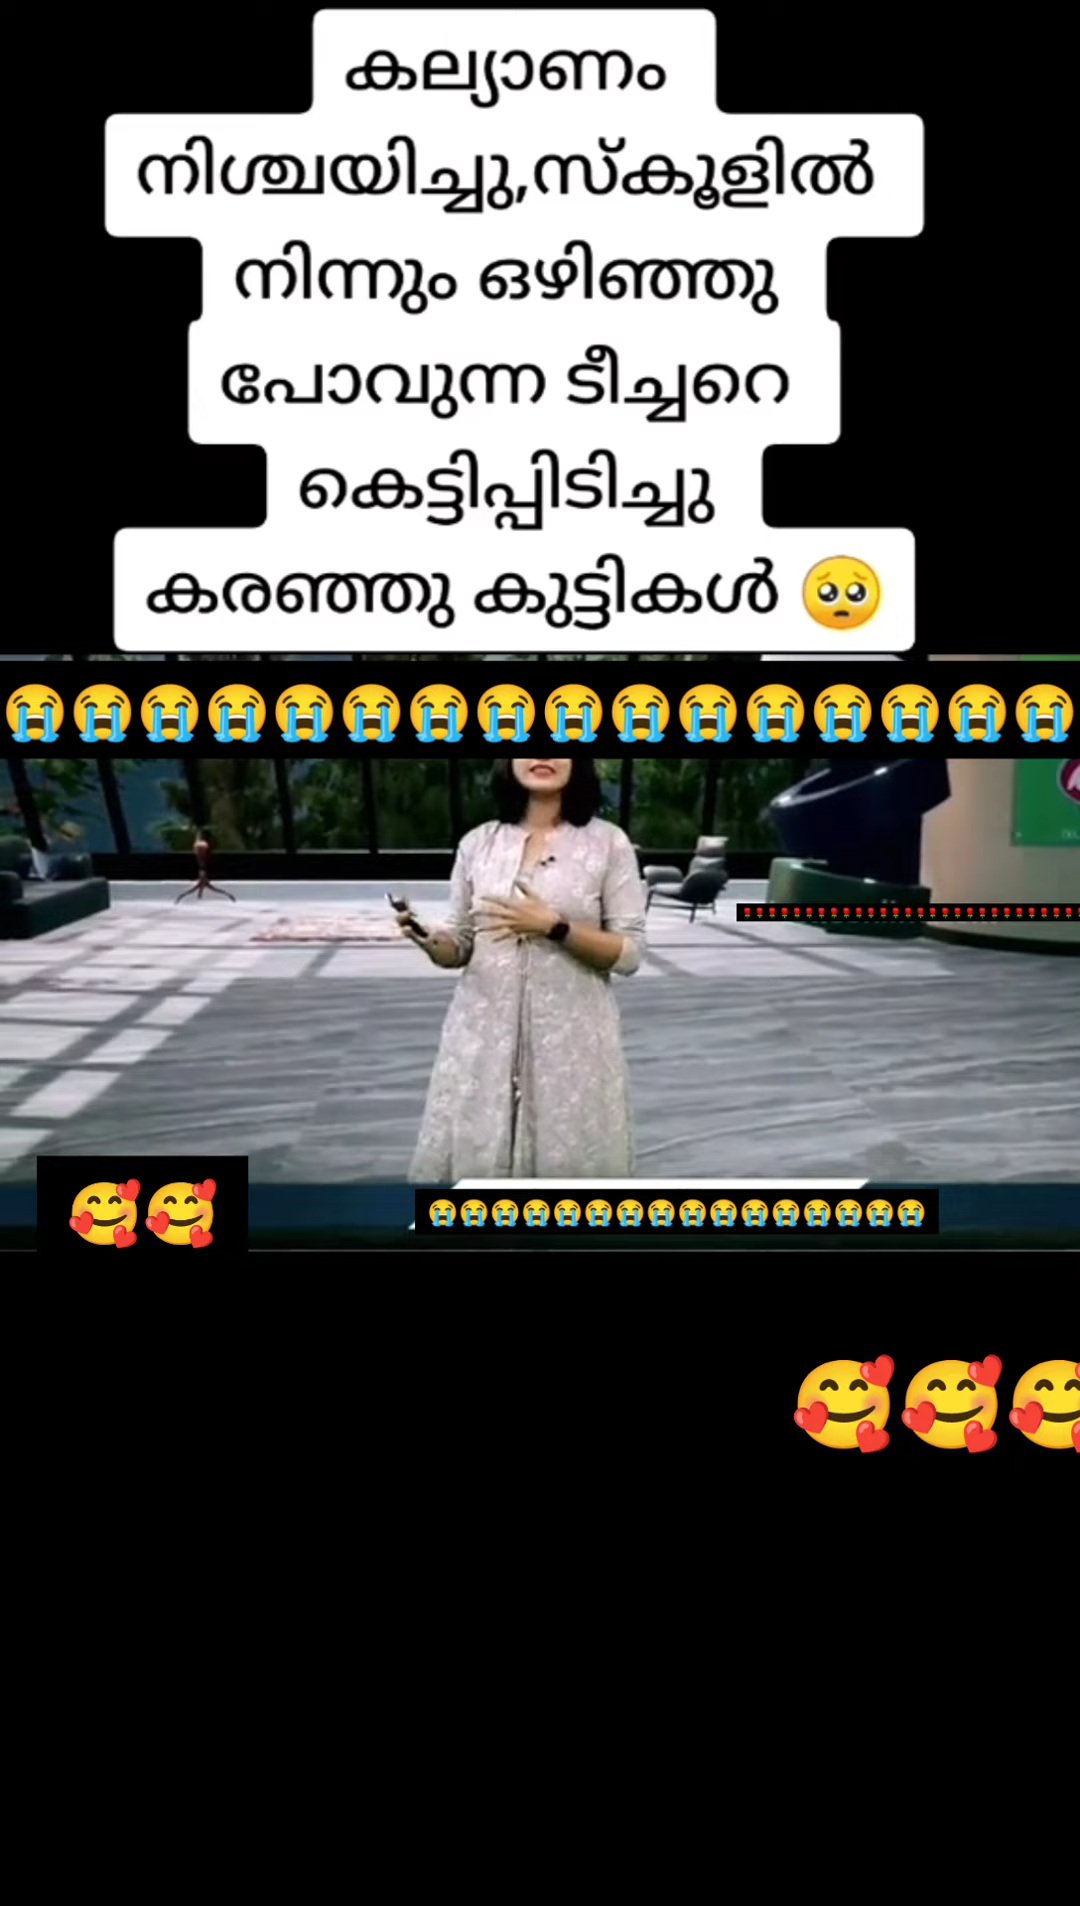 കല്യാണം
നിശ്ചയിച്ചു,സ്കൂളിൽ
നിന്നും ഒഴിഞ്ഞു
പോവുന്ന ടീച്ചറെ
കെട്ടിപ്പിടിച്ചു
കരഞ്ഞു കുട്ടികൾ 🥺